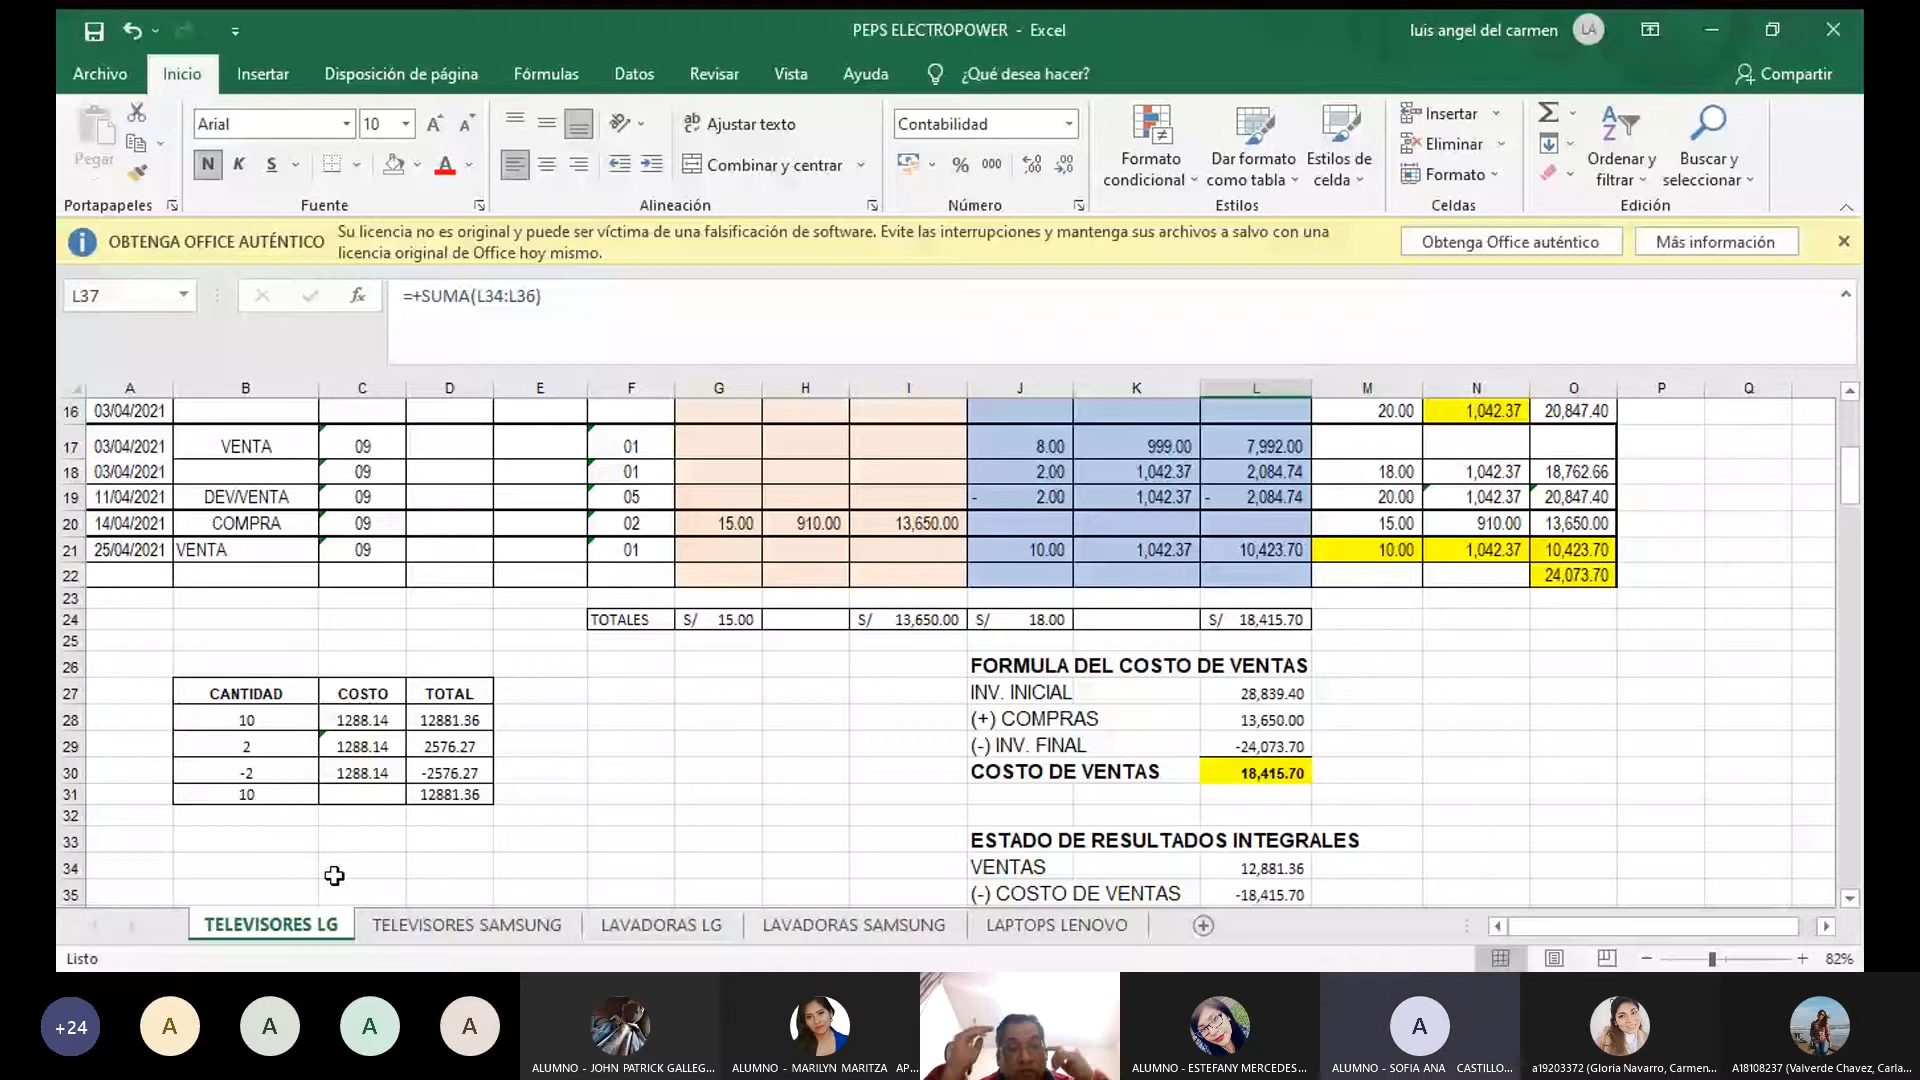 PEPS ELECTROPOWER - Excel
luis angel del carmen LA
Archivo Inicio Insertar Disposición de página Fórmulas Datos Revisar Vista Ayuda ¿Qué desea hacer? Compartir
Pegar
Arial 10
N K S
Ajustar texto
Combinar y centrar
Contabilidad
% 000
Formato condicional
Dar formato como tabla
Estilos de celda
Insertar
Eliminar
Formato
Ordenar y filtrar
Buscar y seleccionar
Portapapeles Fuente Alineación Número Estilos Celdas Edición
OBTENGA OFFICE AUTÉNTICO Su licencia no es original y puede ser víctima de una falsificación de software. Evite las interrupciones y mantenga sus archivos a salvo con una
licencia original de Office hoy mismo.
Obtenga Office auténtico Más información
L37 fx =+SUMA(L34:L36)
A B C D E F G H I J K L M N O P Q
16 03/04/2021 20.00 1,042.37 20,847.40
17 03/04/2021 VENTA 09 01 8.00 999.00 7,992.00
18 03/04/2021 09 01 2.00 1,042.37 2,084.74 18.00 1,042.37 18,762.66
19 11/04/2021 DEV/VENTA 09 05 - 2.00 1,042.37 - 2,084.74 20.00 1,042.37 20,847.40
20 14/04/2021 COMPRA 09 02 15.00 910.00 13,650.00 15.00 910.00 13,650.00
21 25/04/2021 VENTA 09 01 10.00 1,042.37 10,423.70 10.00 1,042.37 10,423.70
22 24,073.70
23
24 TOTALES S/ 15.00 S/ 13,650.00 S/ 18.00 S/ 18,415.70
25
26 FORMULA DEL COSTO DE VENTAS
27 CANTIDAD COSTO TOTAL INV. INICIAL 28,839.40
28 10 1288.14 12881.36 (+) COMPRAS 13,650.00
29 2 1288.14 2576.27 (-) INV. FINAL -24,073.70
30 -2 1288.14 -2576.27 COSTO DE VENTAS 18,415.70
31 10 12881.36
32
33 ESTADO DE RESULTADOS INTEGRALES
34 VENTAS 12,881.36
35 (-) COSTO DE VENTAS -18,415.70
TELEVISORES LG TELEVISORES SAMSUNG LAVADORAS LG LAVADORAS SAMSUNG LAPTOPS LENOVO
Listo 82%
+24 A A A A A
ALUMNO - JOHN PATRICK GALLEG... ALUMNO - MARILYN MARITZA AP... ALUMNO - ESTEFANY MERCEDES... ALUMNO - SOFIA ANA CASTILLO... a19203372 (Gloria Navarro, Carmen... A18108237 (Valverde Chavez, Carla...